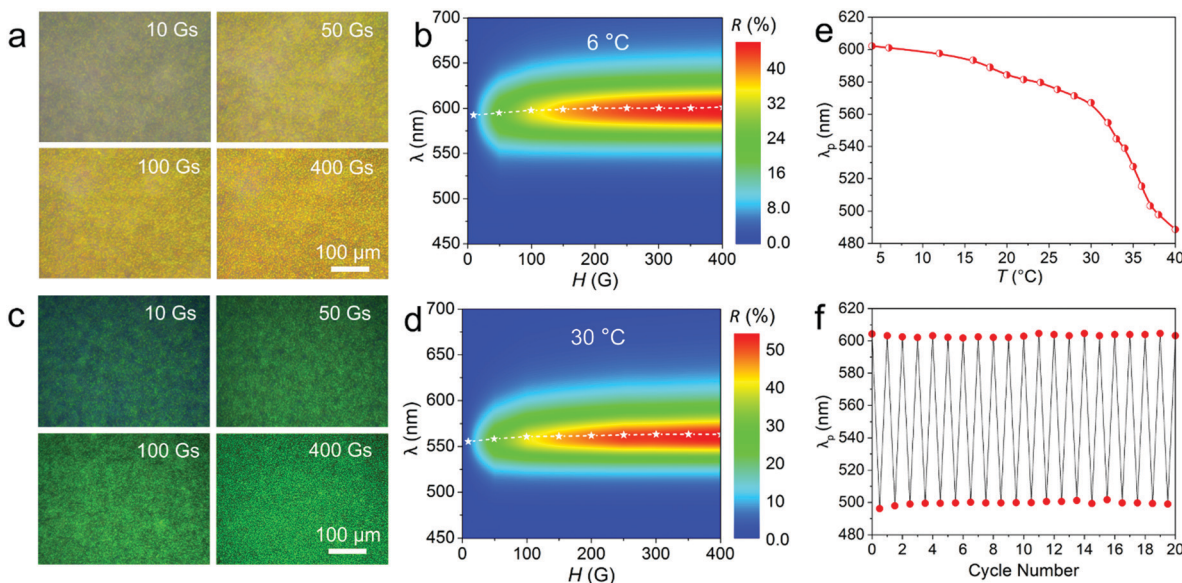 a
10 Gs
50 Gs
100 Gs
400 Gs
100 μm
b
6 °C
R (%)
700
650
600
550
500
450
λ (nm)
0
100
200
300
400
H (G)
40
32
24
16
8.0
0.0
c
10 Gs
50 Gs
100 Gs
400 Gs
100 μm
d
30 °C
R (%)
700
650
600
550
500
450
λ (nm)
0
100
200
300
400
H (G)
50
40
30
20
10
0.0
e
620
600
580
560
540
520
500
480
λp (nm)
5
10
15
20
25
30
35
40
T (°C)
f
620
600
580
560
540
520
500
480
λp (nm)
0
2
4
6
8
10
12
14
16
18
20
Cycle Number